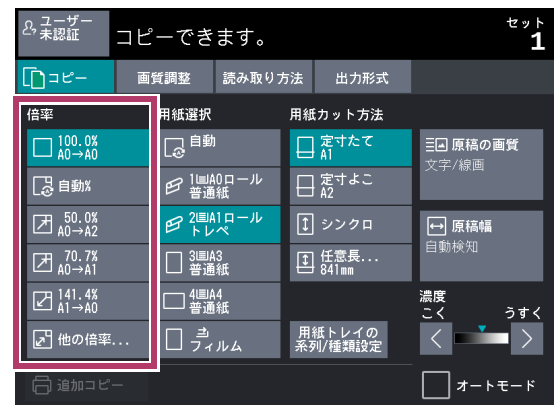 ユーザー
未認証
コピーできます。
セット
1
コピー
画質調整
読み取り方法
出力形式
倍率
100.0%
A0→A0
自動%
50.0%
A0→A2
70.7%
A0→A1
141.4%
A1→A0
他の倍率...
用紙選択
自動
1 A0ロール
普通紙
2 A1ロール
トレペ
3 A3
普通紙
4 A4
普通紙
フィルム
用紙カット方法
定寸たて
A1
定寸よこ
A2
シンクロ
任意長...
841mm
用紙トレイの
系列/種類設定
原稿の画質
文字/線画
原稿幅
自動検知
濃度
こく うすく
追加コピー
オートモード